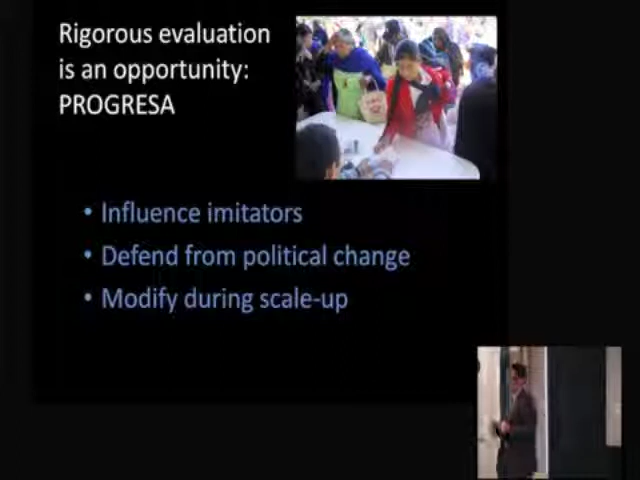 Rigorous evaluation
is an opportunity:
PROGRESA
• Influence imitators
• Defend from political change
• Modify during scale-up